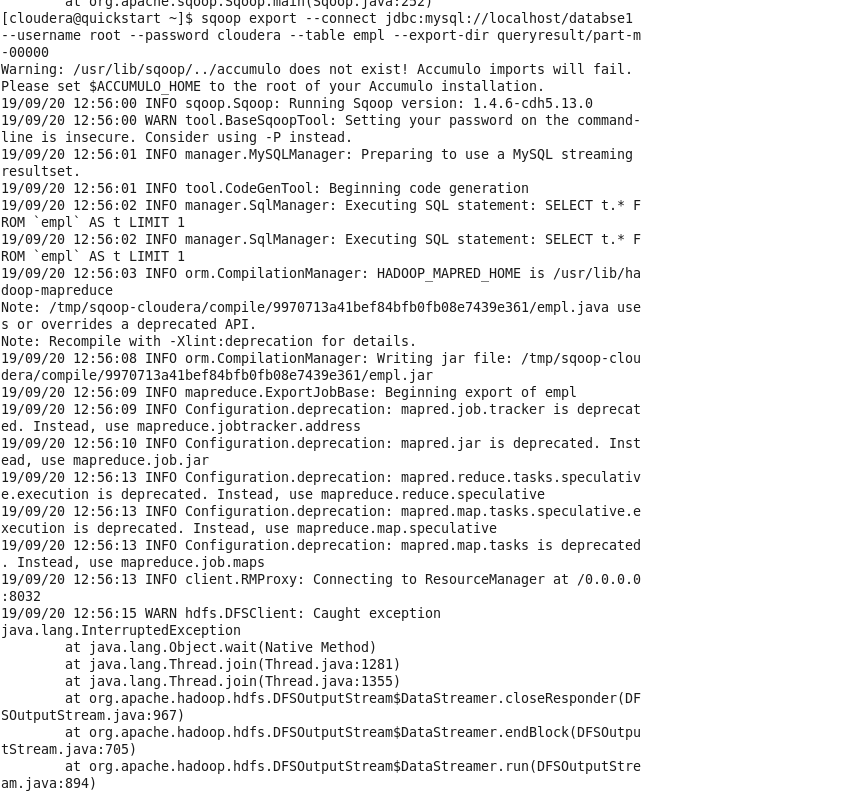 at org.apache.sqoop.Sqoop.main(Sqoop.java:252)
[cloudera@quickstart ~]$ sqoop export --connect jdbc:mysql://localhost/databse1
--username root --password cloudera --table empl --export-dir queryresult/part-m
-00000
Warning: /usr/lib/sqoop/../accumulo does not exist! Accumulo imports will fail.
Please set $ACCUMULO_HOME to the root of your Accumulo installation.
19/09/20 12:56:00 INFO sqoop.Sqoop: Running Sqoop version: 1.4.6-cdh5.13.0
19/09/20 12:56:00 WARN tool.BaseSqoopTool: Setting your password on the command-
line is insecure. Consider using -P instead.
19/09/20 12:56:01 INFO manager.MySQLManager: Preparing to use a MySQL streaming
resultset.
19/09/20 12:56:01 INFO tool.CodeGenTool: Beginning code generation
19/09/20 12:56:02 INFO manager.SqlManager: Executing SQL statement: SELECT t.* F
ROM `empl` AS t LIMIT 1
19/09/20 12:56:02 INFO manager.SqlManager: Executing SQL statement: SELECT t.* F
ROM `empl` AS t LIMIT 1
19/09/20 12:56:03 INFO orm.CompilationManager: HADOOP_MAPRED_HOME is /usr/lib/ha
doop-mapreduce
Note: /tmp/sqoop-cloudera/compile/9970713a41bef84bfb0fb08e7439e361/empl.java use
s or overrides a deprecated API.
Note: Recompile with -Xlint:deprecation for details.
19/09/20 12:56:08 INFO orm.CompilationManager: Writing jar file: /tmp/sqoop-clou
dera/compile/9970713a41bef84bfb0fb08e7439e361/empl.jar
19/09/20 12:56:09 INFO mapreduce.ExportJobBase: Beginning export of empl
19/09/20 12:56:09 INFO Configuration.deprecation: mapred.job.tracker is deprecat
ed. Instead, use mapreduce.jobtracker.address
19/09/20 12:56:10 INFO Configuration.deprecation: mapred.jar is deprecated. Inst
ead, use mapreduce.job.jar
19/09/20 12:56:13 INFO Configuration.deprecation: mapred.reduce.tasks.speculativ
e.execution is deprecated. Instead, use mapreduce.reduce.speculative
19/09/20 12:56:13 INFO Configuration.deprecation: mapred.map.tasks.speculative.e
xecution is deprecated. Instead, use mapreduce.map.speculative
19/09/20 12:56:13 INFO Configuration.deprecation: mapred.map.tasks is deprecated
. Instead, use mapreduce.job.maps
19/09/20 12:56:13 INFO client.RMProxy: Connecting to ResourceManager at /0.0.0.0
:8032
19/09/20 12:56:15 WARN hdfs.DFSClient: Caught exception
java.lang.InterruptedException
        at java.lang.Object.wait(Native Method)
        at java.lang.Thread.join(Thread.java:1281)
        at java.lang.Thread.join(Thread.java:1355)
        at org.apache.hadoop.hdfs.DFSOutputStream$DataStreamer.closeResponder(DF
SOutputStream.java:967)
        at org.apache.hadoop.hdfs.DFSOutputStream$DataStreamer.endBlock(DFSOutpu
tStream.java:705)
        at org.apache.hadoop.hdfs.DFSOutputStream$DataStreamer.run(DFSOutputStre
am.java:894)